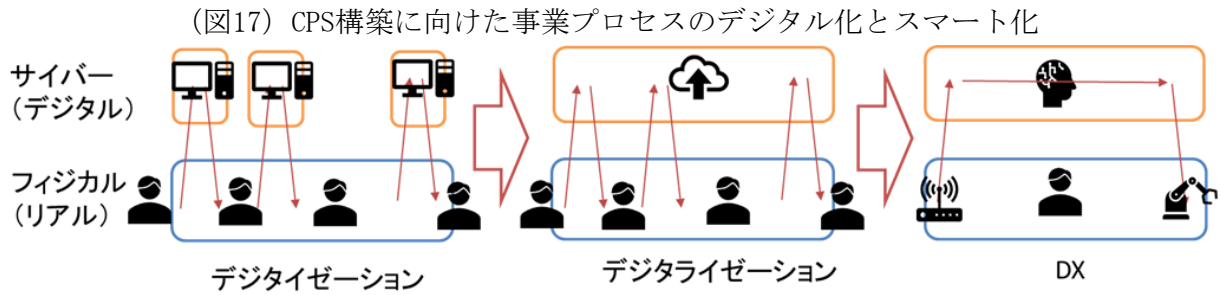 (図17) CPS構築に向けた事業プロセスのデジタル化とスマート化
サイバー
(デジタル)
フィジカル
(リアル)
デジタイゼーション
デジタライゼーション
DX